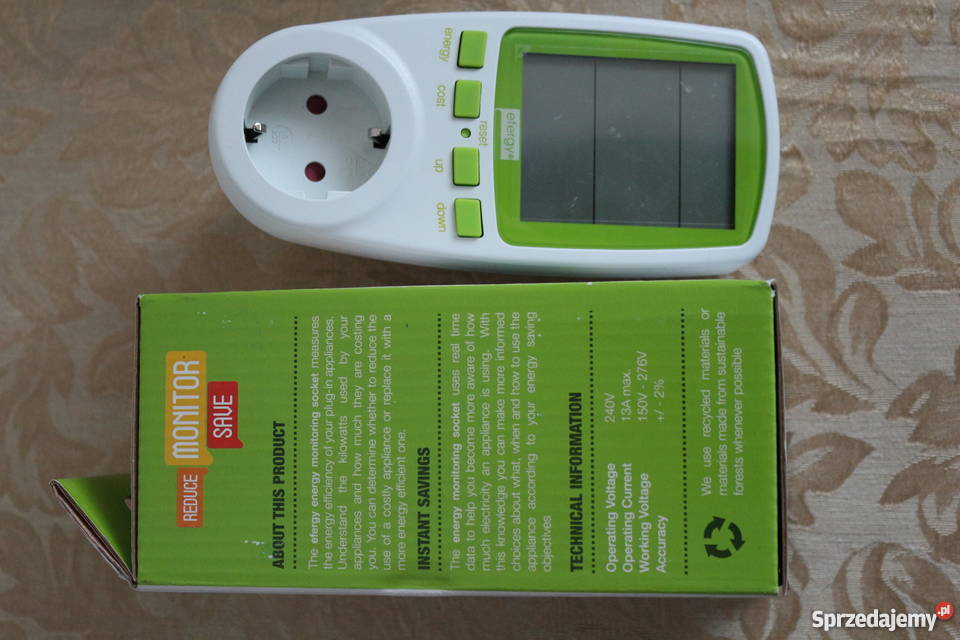 energy
cost
reset
up
down
efergy®
REDUCE
MONITOR
SAVE
ABOUT THIS PRODUCT
The efergy energy monitoring socket measures
the energy efficiency of your plug-in appliances.
Understand the kilowatts used by your
appliances and how much they are costing
you. You can determine whether to reduce the
use of a costly appliance or replace it with a
more energy efficient one.
INSTANT SAVINGS
The energy monitoring socket uses real time
data to help you become more aware of how
much electricity an appliance is using. With
this knowledge you can make more informed
choices about what, when and how to use the
appliance according to your energy saving
objectives
TECHNICAL INFORMATION
Operating Voltage 240V
Operating Current 13A max.
Working Voltage 150V - 276V
Accuracy +/- 2%
We use recycled materials or
materials made from sustainable
forests whenever possible
Sprzedajemy.pl